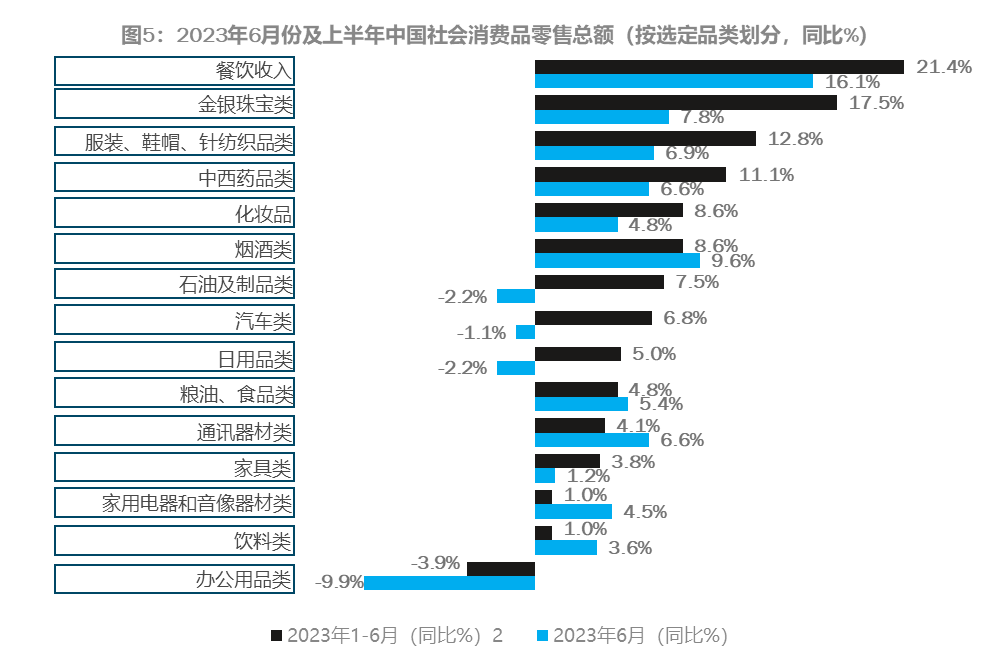 图5：2023年6月份及上半年中国社会消费品零售总额（按选定品类划分，同比%）
餐饮收入
21.4%
16.1%
金银珠宝类
17.5%
7.8%
服装、鞋帽、针纺织品类
12.8%
6.9%
中西药品类
11.1%
6.6%
化妆品
8.6%
4.8%
烟酒类
8.6%
9.6%
石油及制品类
7.5%
-2.2%
汽车类
6.8%
-1.1%
日用品类
5.0%
-2.2%
粮油、食品类
4.8%
5.4%
通讯器材类
4.1%
6.6%
家具类
3.8%
1.2%
家用电器和音像器材类
1.0%
4.5%
饮料类
1.0%
3.6%
办公用品类
-3.9%
-9.9%
2023年1-6月（同比%）2
2023年6月（同比%）